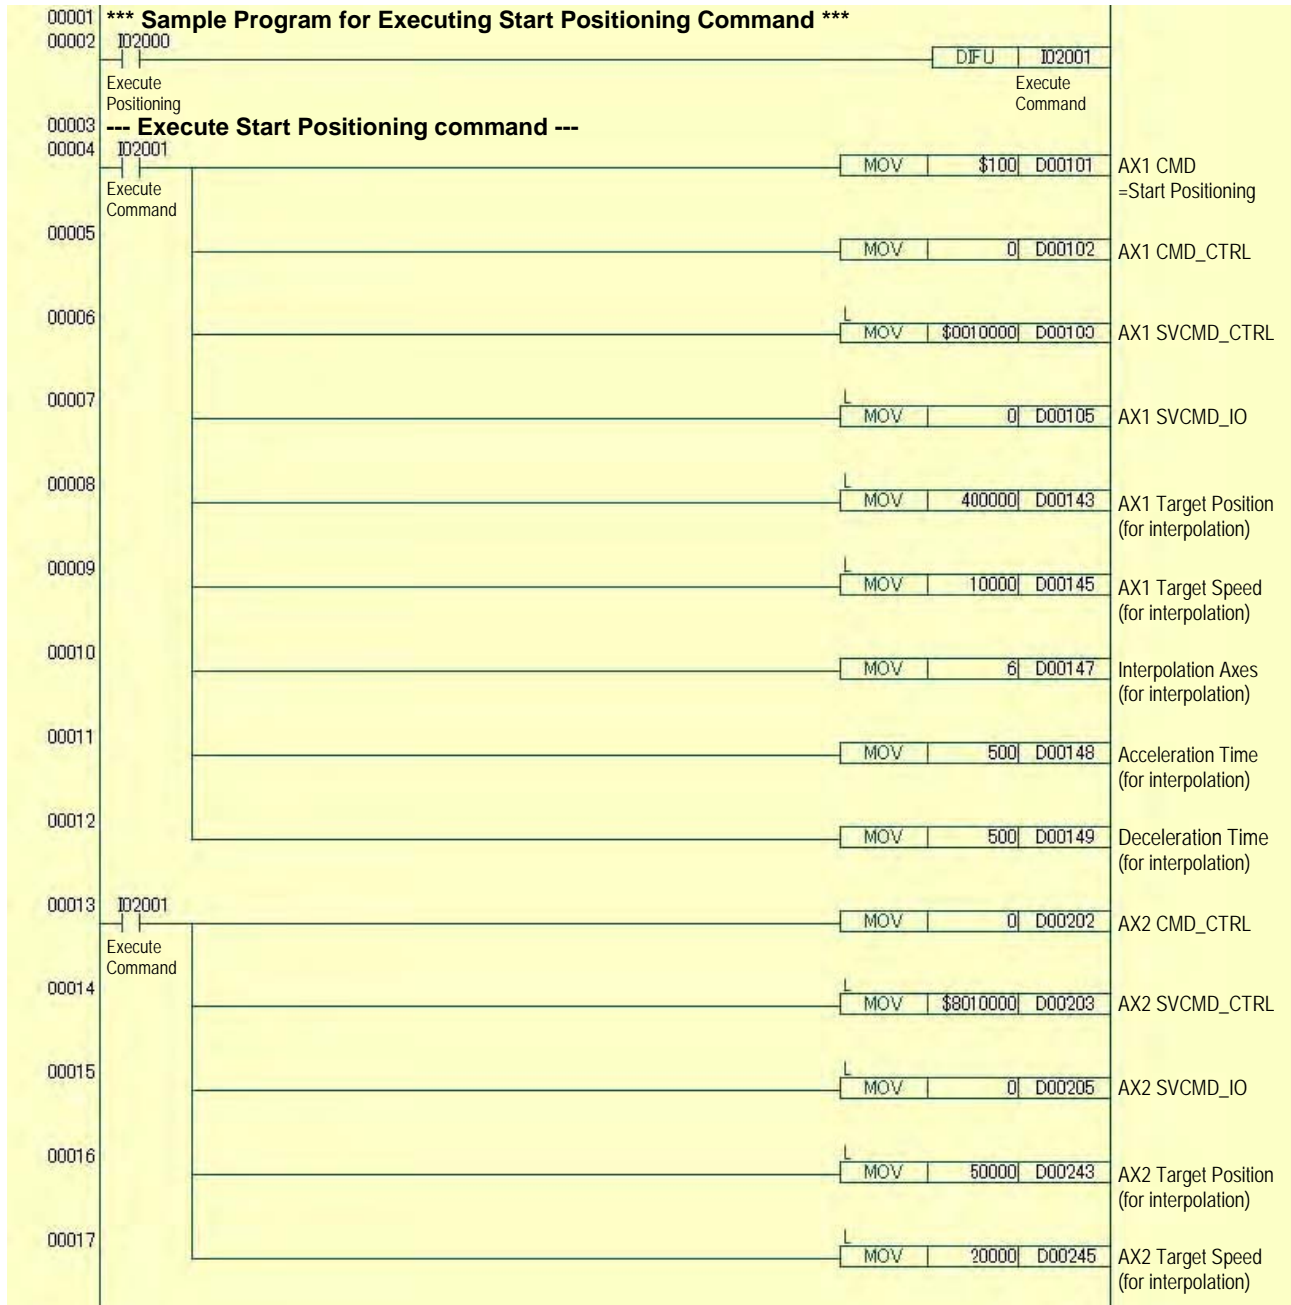 00001 *** Sample Program for Executing Start Positioning Command ***
00002 I02000
DIFU I02001
Execute Positioning
Execute Command
00003 --- Execute Start Positioning command ---
00004 I02001
MOV $100 D00101 AX1 CMD
=Start Positioning
Execute Command
00005
MOV 0 D00102 AX1 CMD_CTRL
00006
L
MOV $0010000 D00103 AX1 SVCMD_CTRL
00007
L
MOV 0 D00105 AX1 SVCMD_IO
00008
L
MOV 400000 D00143 AX1 Target Position
(for interpolation)
00009
L
MOV 10000 D00145 AX1 Target Speed
(for interpolation)
00010
MOV 6 D00147 Interpolation Axes
(for interpolation)
00011
MOV 500 D00148 Acceleration Time
(for interpolation)
00012
MOV 500 D00149 Deceleration Time
(for interpolation)
00013 I02001
MOV 0 D00202 AX2 CMD_CTRL
Execute Command
00014
L
MOV $8010000 D00203 AX2 SVCMD_CTRL
00015
L
MOV 0 D00205 AX2 SVCMD_IO
00016
L
MOV 50000 D00243 AX2 Target Position
(for interpolation)
00017
L
MOV 20000 D00245 AX2 Target Speed
(for interpolation)